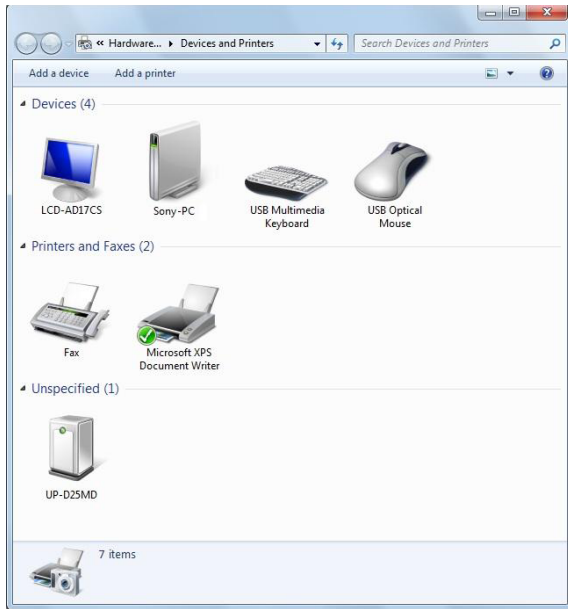 « Hardware... ▸ Devices and Printers
Search Devices and Printers
Add a device Add a printer
Devices (4)
LCD-AD17CS
Sony-PC
USB Multimedia
Keyboard
USB Optical
Mouse
Printers and Faxes (2)
Fax
Microsoft XPS
Document Writer
Unspecified (1)
UP-D25MD
7 items